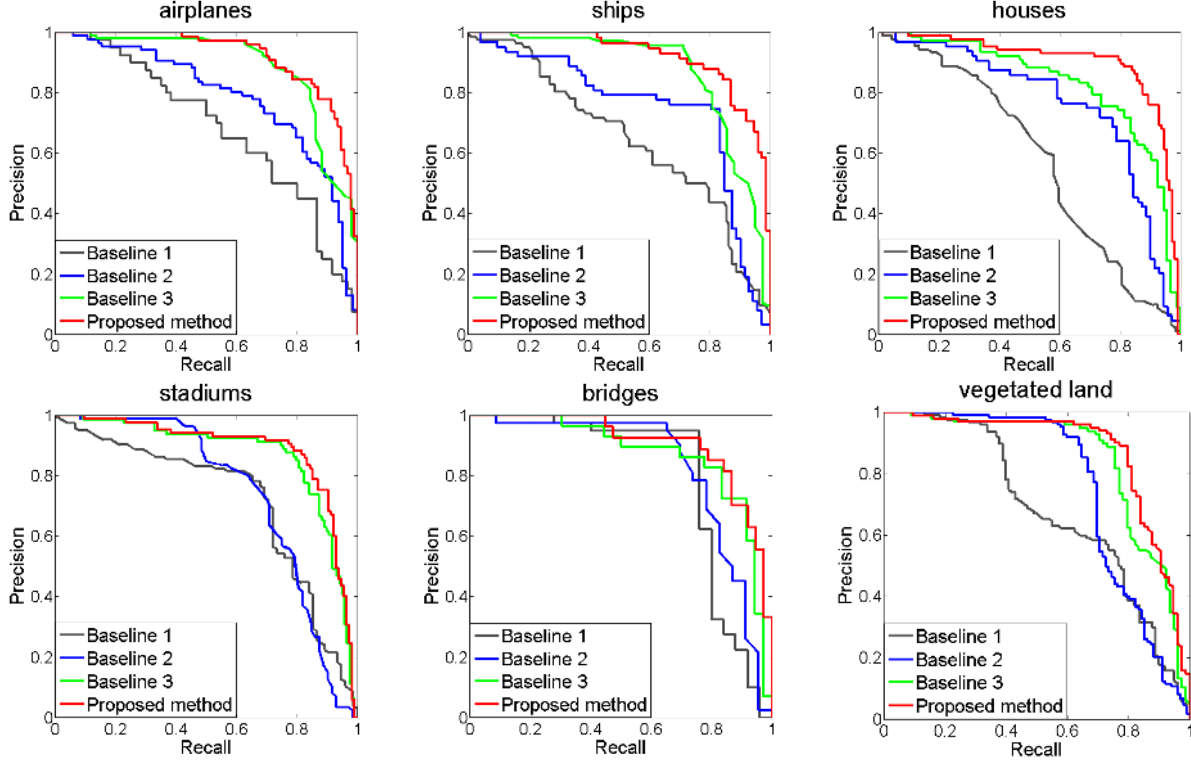 airplanes
1
0.8
0.6
0.4
0.2
0
Precision
Baseline 1
Baseline 2
Baseline 3
Proposed method
0 0.2 0.4 0.6 0.8 1
Recall
ships
1
0.8
0.6
0.4
0.2
0
Precision
Baseline 1
Baseline 2
Baseline 3
Proposed method
0 0.2 0.4 0.6 0.8 1
Recall
houses
1
0.8
0.6
0.4
0.2
0
Precision
Baseline 1
Baseline 2
Baseline 3
Proposed method
0 0.2 0.4 0.6 0.8 1
Recall
stadiums
1
0.8
0.6
0.4
0.2
0
Precision
Baseline 1
Baseline 2
Baseline 3
Proposed method
0 0.2 0.4 0.6 0.8 1
Recall
bridges
1
0.8
0.6
0.4
0.2
0
Precision
Baseline 1
Baseline 2
Baseline 3
Proposed method
0 0.2 0.4 0.6 0.8 1
Recall
vegetated land
1
0.8
0.6
0.4
0.2
0
Precision
Baseline 1
Baseline 2
Baseline 3
Proposed method
0 0.2 0.4 0.6 0.8 1
Recall